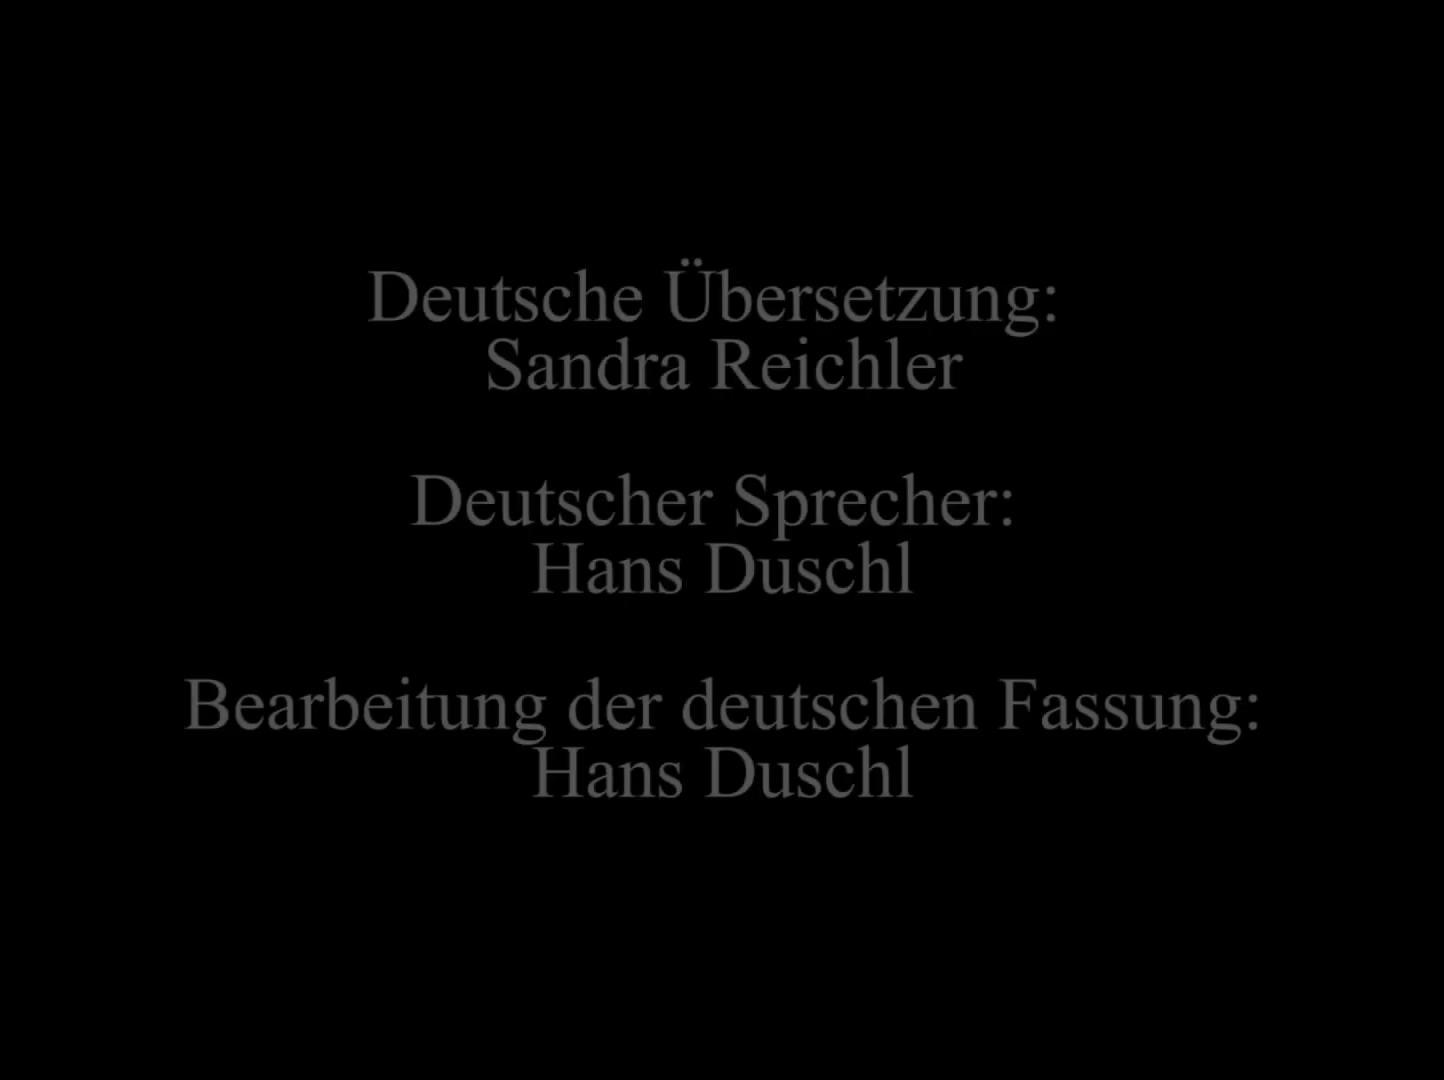 Deutsche Übersetzung:
Sandra Reichler
Deutscher Sprecher:
Hans Duschl
Bearbeitung der deutschen Fassung:
Hans Duschl